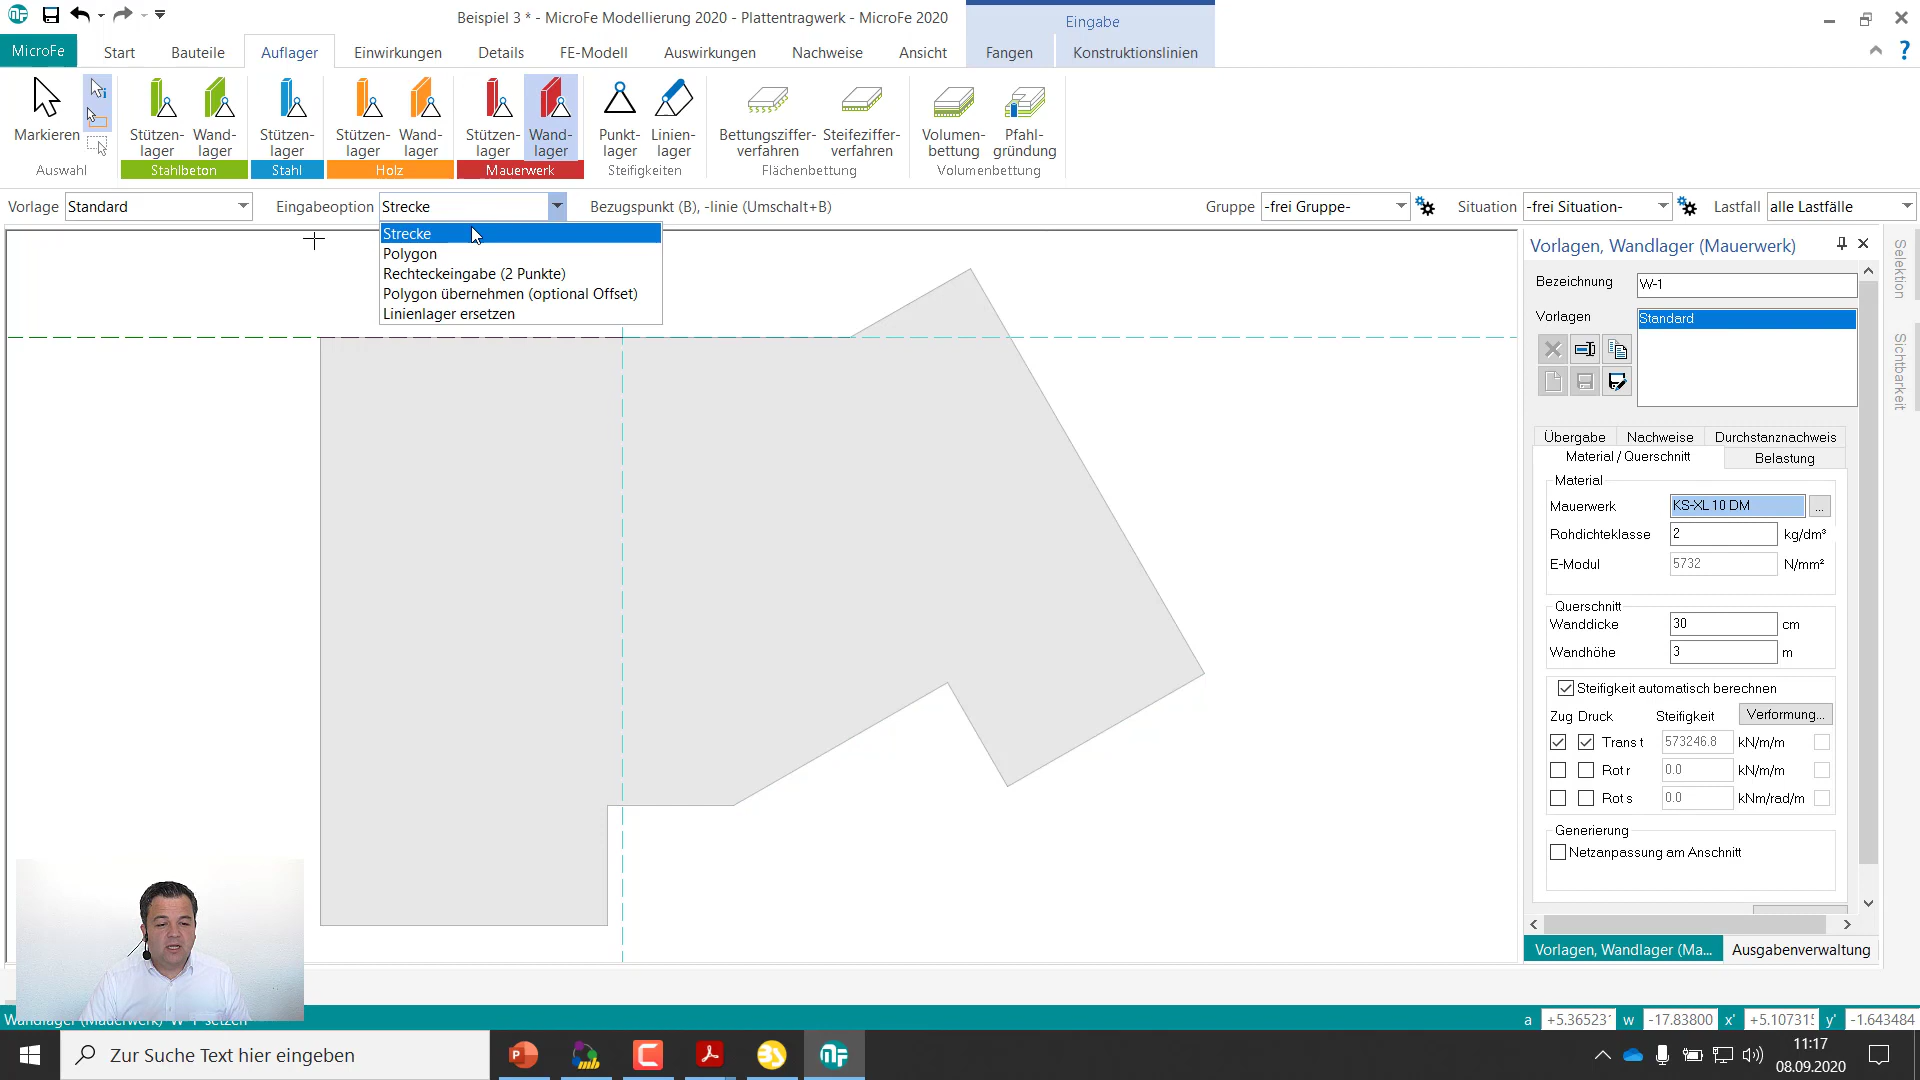 Beispiel 3 * - MicroFe Modellierung 2020 - Plattentragwerk - MicroFe 2020
Eingabe
MicroFe Start Bauteile Auflager Einwirkungen Details FE-Modell Auswirkungen Nachweise Ansicht Fangen Konstruktionslinien
Markieren
Stützen-lager
Wand-lager
Stützen-lager
Stützen-lager
Wand-lager
Stützen-lager
Wand-lager
Punkt-lager
Linien-lager
Bettungsziffer-verfahren
Steifeziffer-verfahren
Volumen-bettung
Pfahl-gründung
Auswahl Stahlbeton Stahl Holz Mauerwerk Steifigkeiten Flächenbettung Volumenbettung
Vorlage Standard Eingabeoption Strecke Bezugspunkt (B), -linie (Umschalt+B) Gruppe -frei Gruppe- Situation -frei Situation- Lastfall alle Lastfälle
Strecke
Polygon
Rechteckeingabe (2 Punkte)
Polygon übernehmen (optional Offset)
Linienlager ersetzen
Vorlagen, Wandlager (Mauerwerk)
Bezeichnung W-1
Vorlagen Standard
Übergabe Nachweise Durchstanznachweis
Material / Querschnitt Belastung
Material
Mauerwerk KS-XL 10 DM ...
Rohdichteklasse 2 kg/dm³
E-Modul 5732 N/mm²
Querschnitt
Wanddicke 30 cm
Wandhöhe 3 m
Steifigkeit automatisch berechnen
Zug Druck Steifigkeit Verformung...
Trans t 573246.8 kN/m/m
Rot r 0.0 kN/m/m
Rot s 0.0 kNm/rad/m
Generierung
Netzanpassung am Anschnitt
Vorlagen, Wandlager (Ma... Ausgabenverwaltung
Selektion
Sichtbarkeit
a +5.36523 w -17.83800 x' +5.10731 y' -1.643484
Zur Suche Text hier eingeben
11:17
08.09.2020